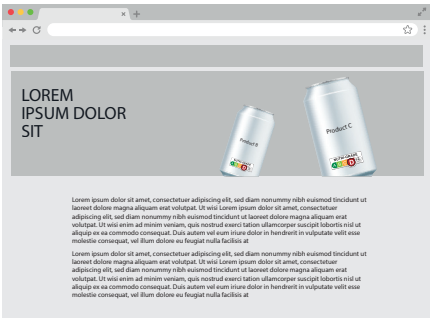 LOREM
IPSUM DOLOR
SIT
Product B
Product C
NUTRI-SCORE
NUTRI-SCORE
Lorem ipsum dolor sit amet, consectetuer adipiscing elit, sed diam nonummy nibh euismod tincidunt ut
laoreet dolore magna aliquam erat volutpat. Ut wisi Lorem ipsum dolor sit amet, consectetuer
adipiscing elit, sed diam nonummy nibh euismod tincidunt ut laoreet dolore magna aliquam erat
volutpat. Ut wisi enim ad minim veniam, quis nostrud exerci tation ullamcorper suscipit lobortis nisl ut
aliquip ex ea commodo consequat. Duis autem vel eum iriure dolor in hendrerit in vulputate velit esse
molestie consequat, vel illum dolore eu feugiat nulla facilisis at
Lorem ipsum dolor sit amet, consectetuer adipiscing elit, sed diam nonummy nibh euismod tincidunt ut
laoreet dolore magna aliquam erat volutpat. Ut wisi Lorem ipsum dolor sit amet, consectetuer
adipiscing elit, sed diam nonummy nibh euismod tincidunt ut laoreet dolore magna aliquam erat
volutpat. Ut wisi enim ad minim veniam, quis nostrud exerci tation ullamcorper suscipit lobortis nisl ut
aliquip ex ea commodo consequat. Duis autem vel eum iriure dolor in hendrerit in vulputate velit esse
molestie consequat, vel illum dolore eu feugiat nulla facilisis at